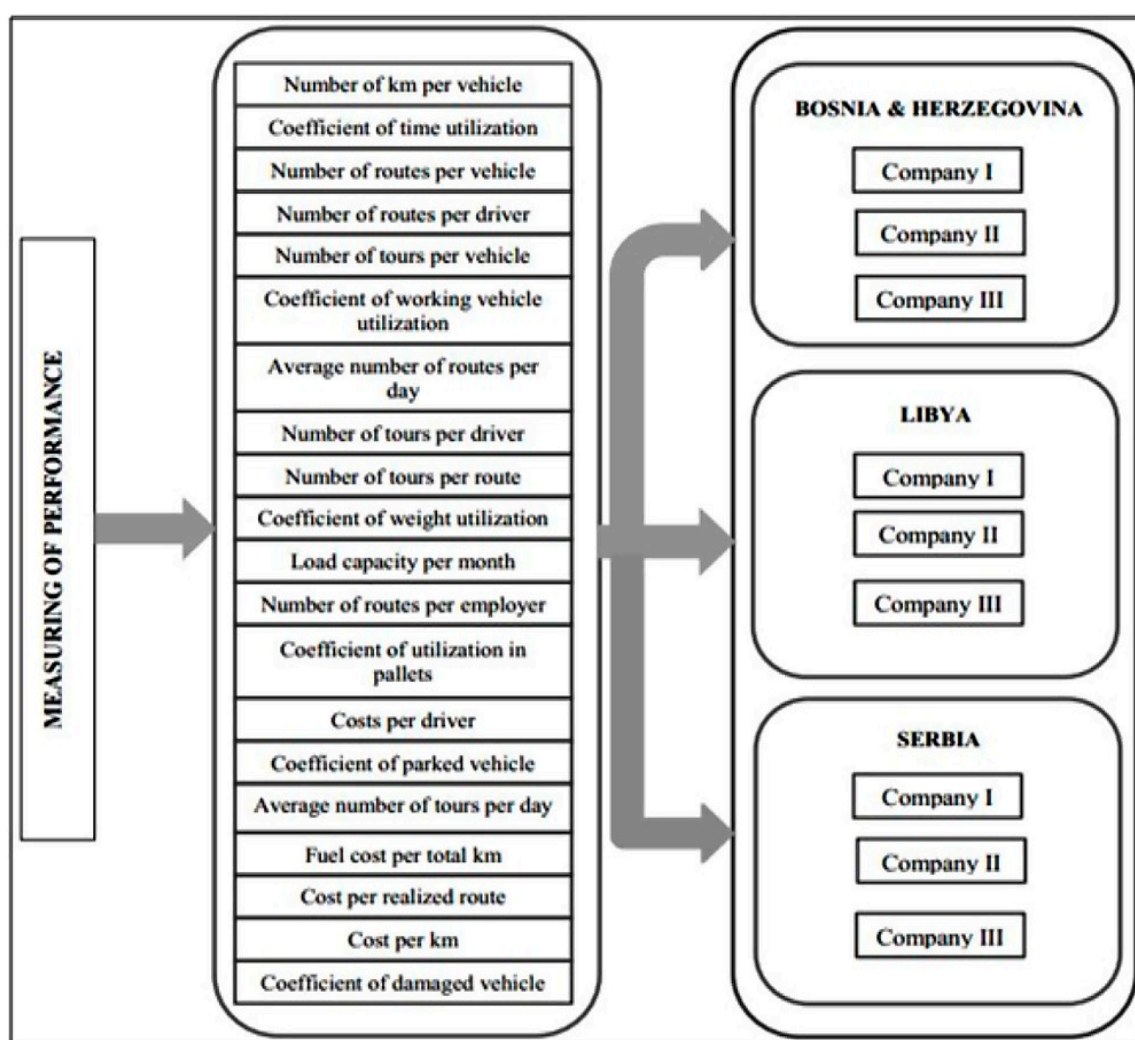 MEASURING OF PERFORMANCE
Number of km per vehicle
Coefficient of time utilization
Number of routes per vehicle
Number of routes per driver
Number of tours per vehicle
Coefficient of working vehicle
utilization
Average number of routes per
day
Number of tours per driver
Number of tours per route
Coefficient of weight utilization
Load capacity per month
Number of routes per employer
Coefficient of utilization in
pallets
Costs per driver
Coefficient of parked vehicle
Average number of tours per day
Fuel cost per total km
Cost per realized route
Cost per km
Coefficient of damaged vehicle
BOSNIA & HERZEGOVINA
Company I
Company II
Company III
LIBYA
Company I
Company II
Company III
SERBIA
Company I
Company II
Company III